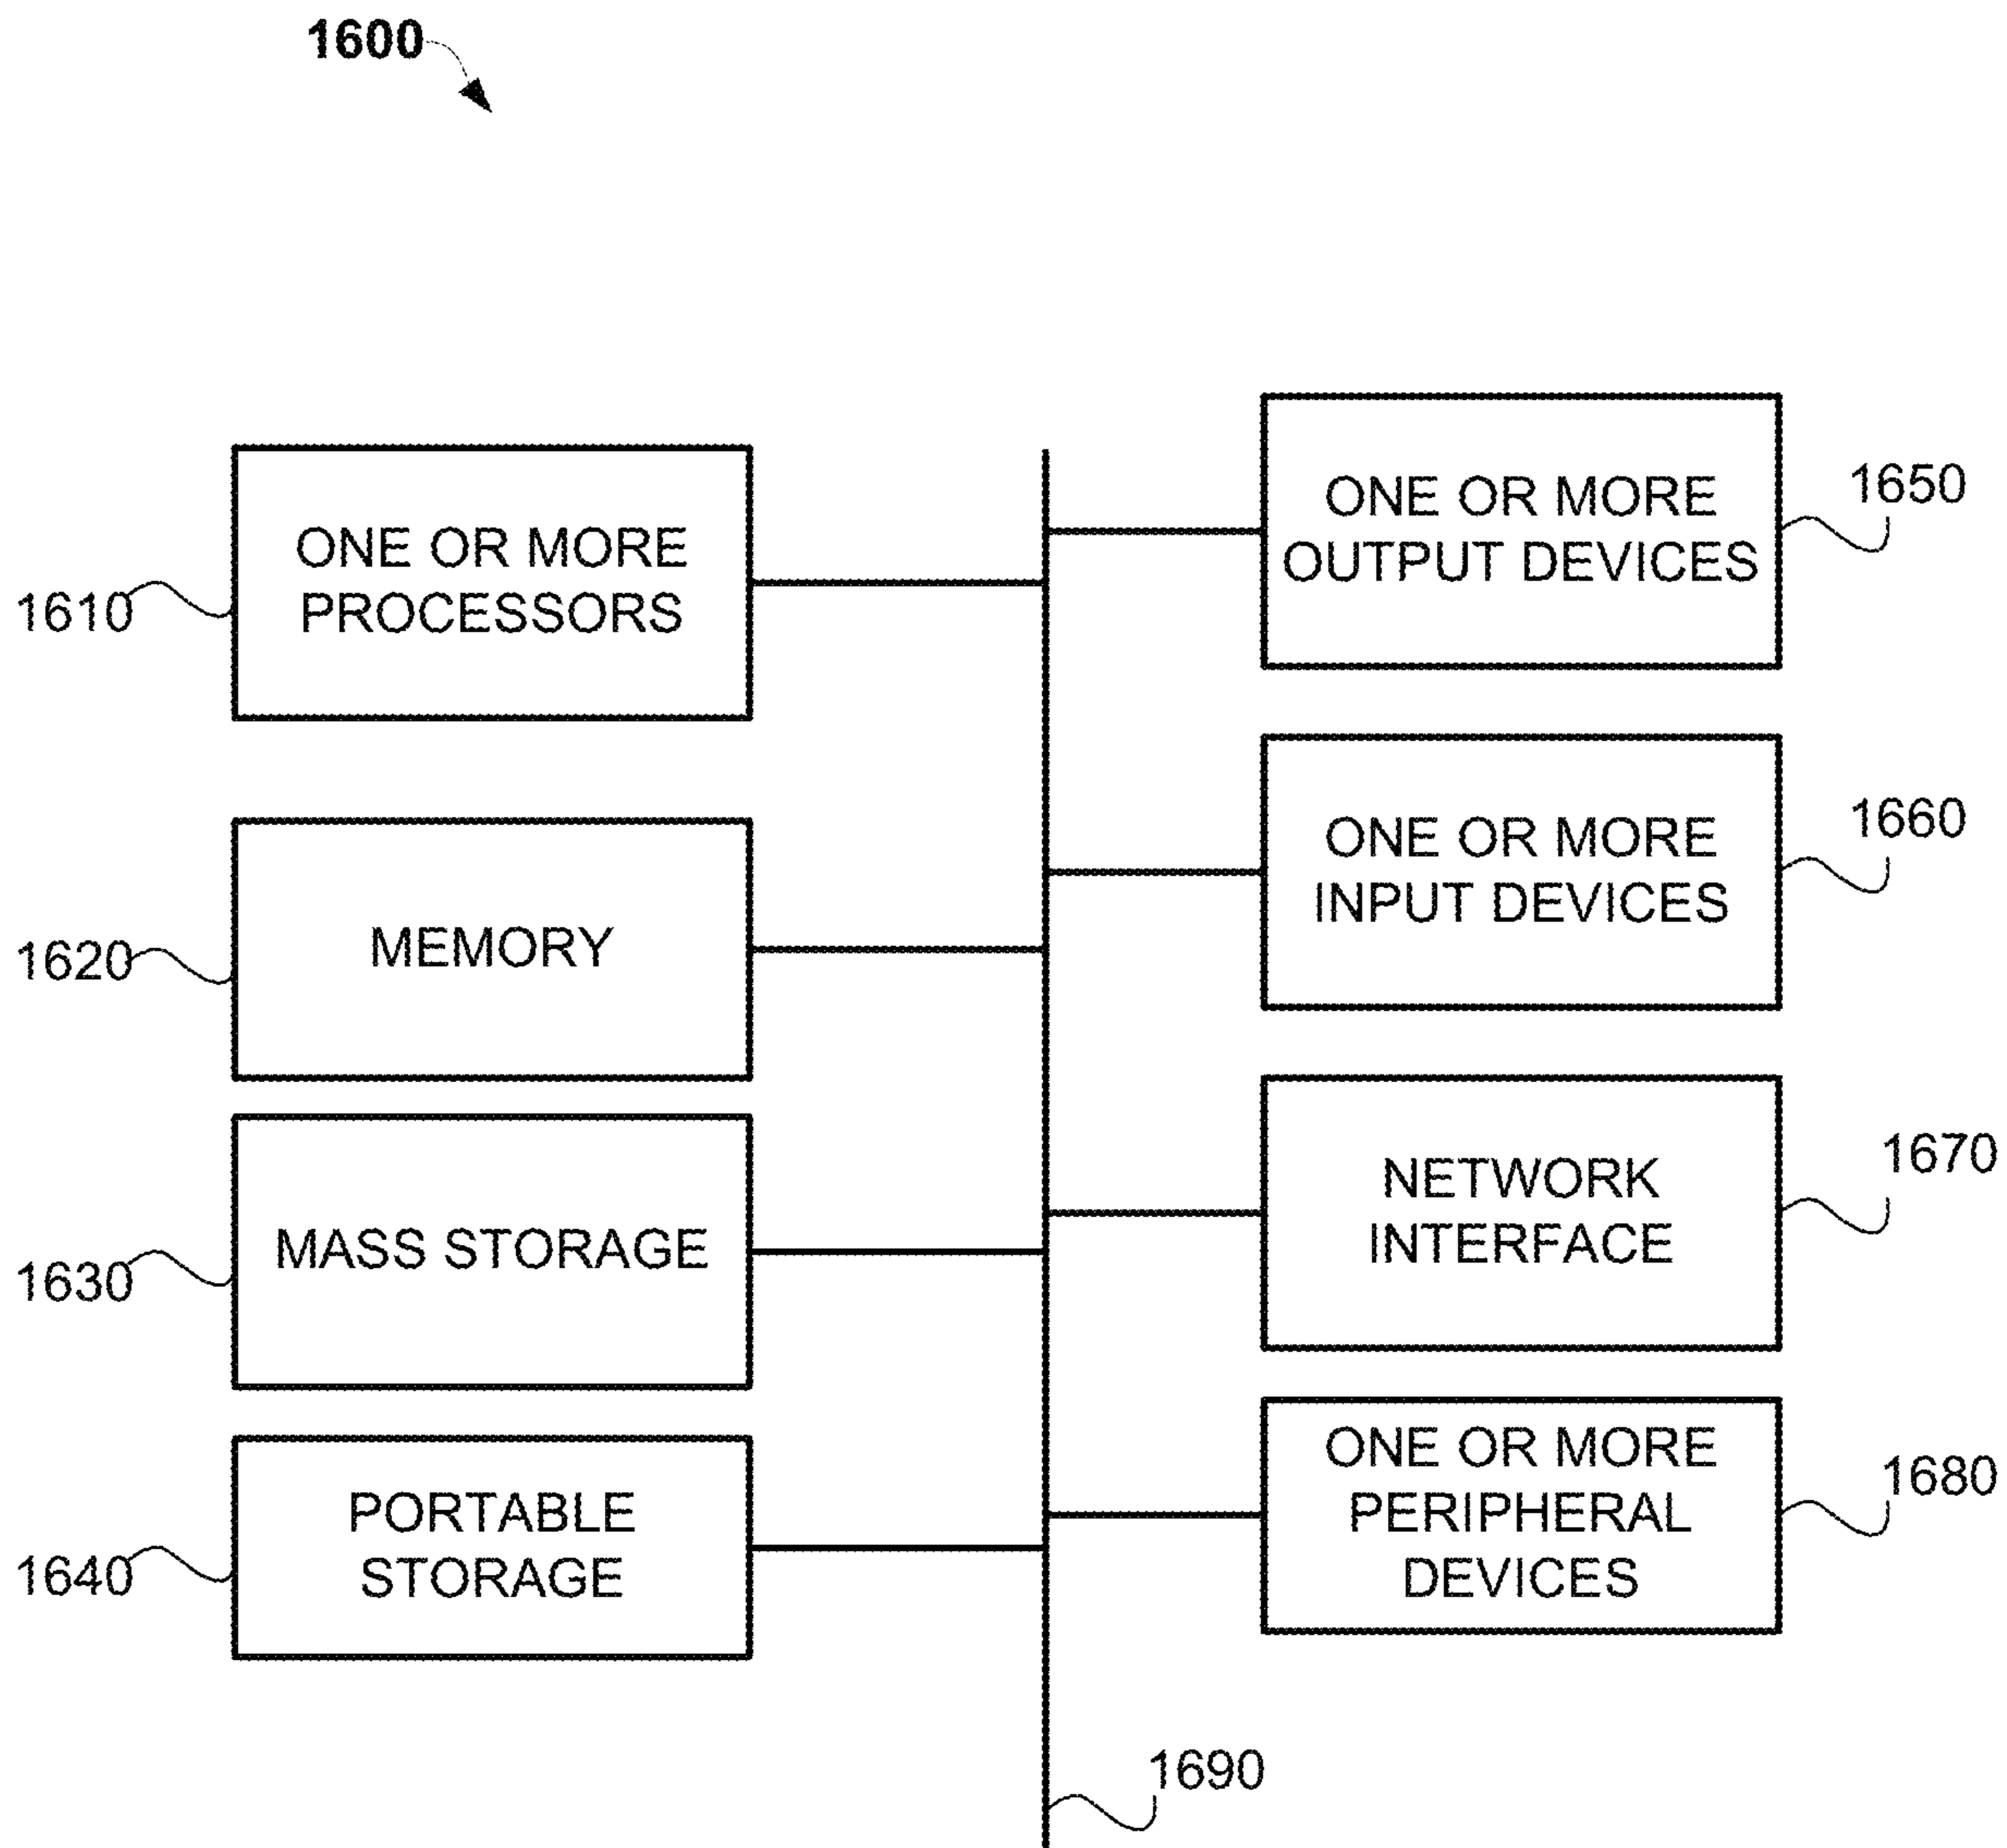 1600
ONE OR MORE
PROCESSORS
1610
MEMORY
1620
MASS STORAGE
1630
PORTABLE
STORAGE
1640
ONE OR MORE
OUTPUT DEVICES
1650
ONE OR MORE
INPUT DEVICES
1660
NETWORK
INTERFACE
1670
ONE OR MORE
PERIPHERAL
DEVICES
1680
1690